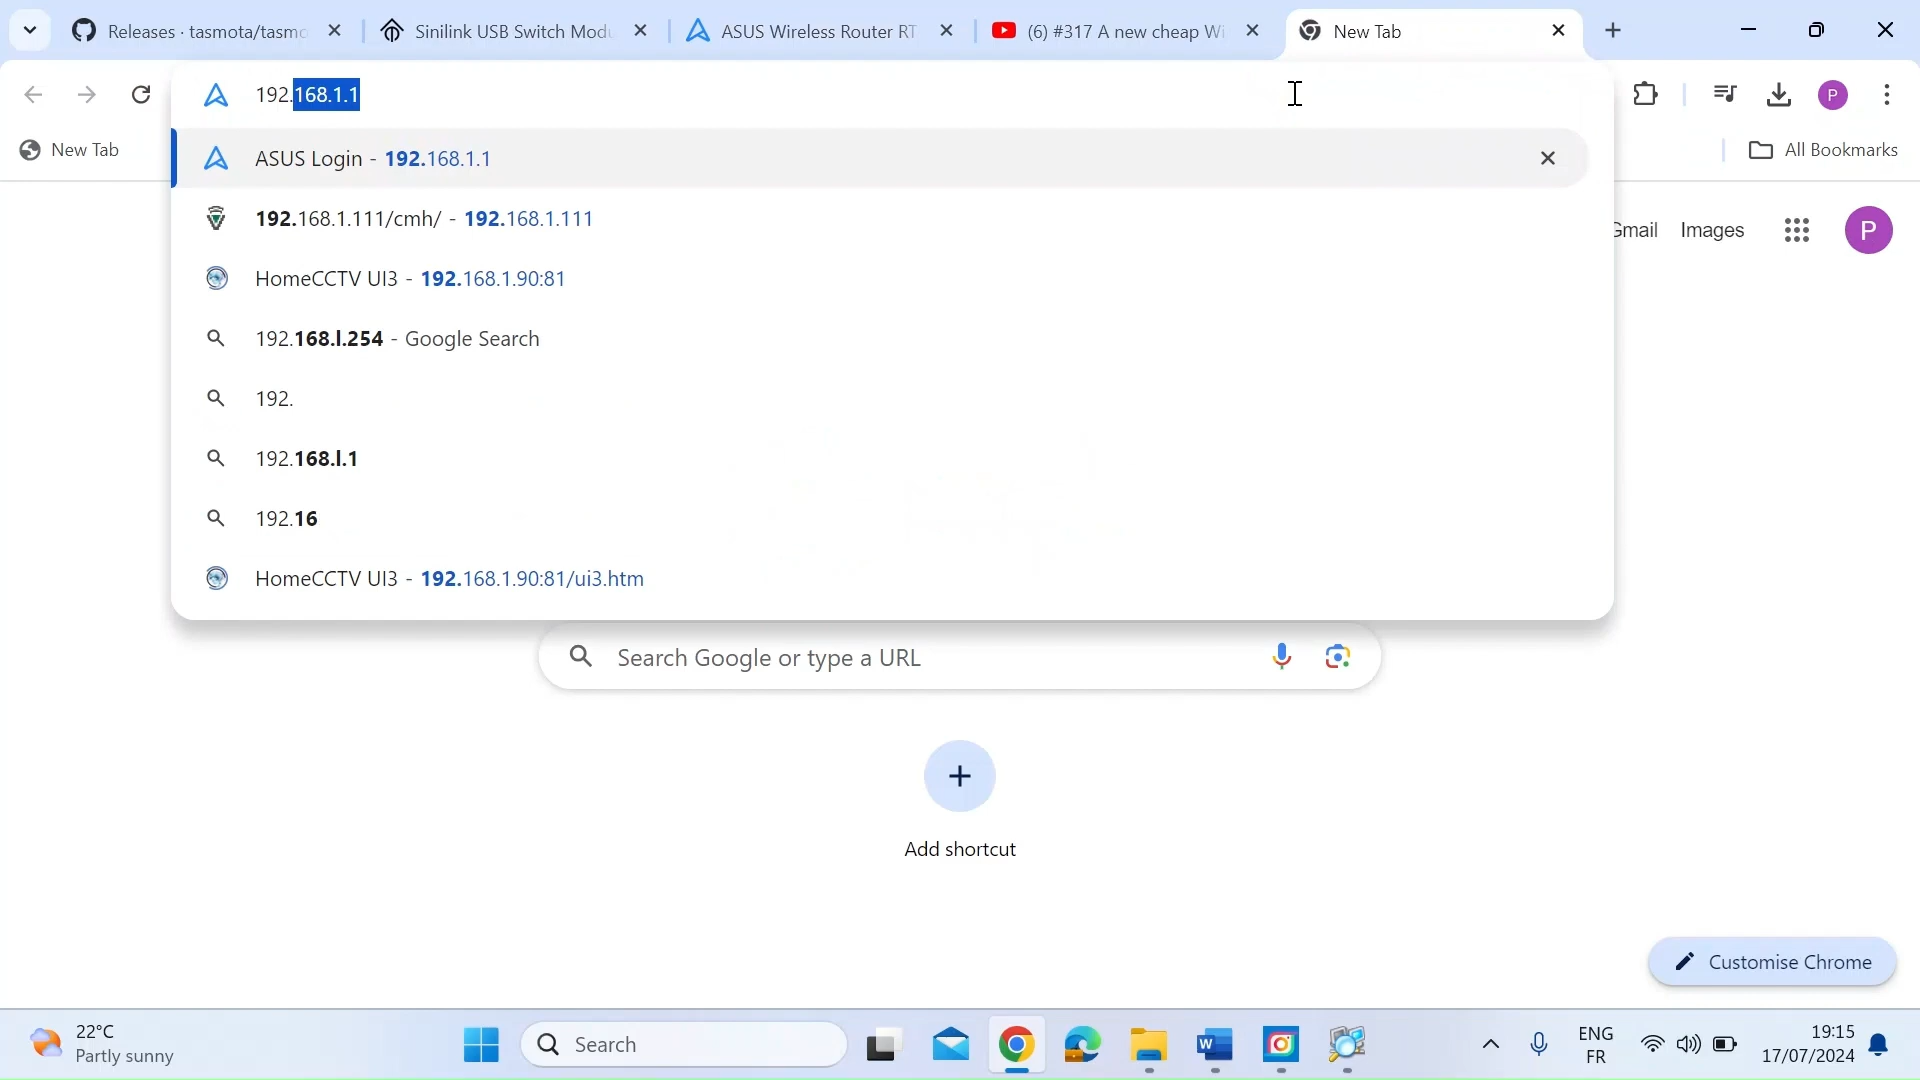 Releases · tasmota/tasmo
Sinilink USB Switch Modu
ASUS Wireless Router RT
(6) #317 A new cheap Wi
New Tab
192.168.1.1
P
New Tab
All Bookmarks
ASUS Login - 192.168.1.1
192.168.1.111/cmh/ - 192.168.1.111
Gmail
Images
P
HomeCCTV UI3 - 192.168.1.90:81
192.168.l.254 - Google Search
192.
192.168.l.1
192.16
HomeCCTV UI3 - 192.168.1.90:81/ui3.htm
Search Google or type a URL
Add shortcut
Customise Chrome
22°C
Partly sunny
Search
W
ENG
FR
19:15
17/07/2024